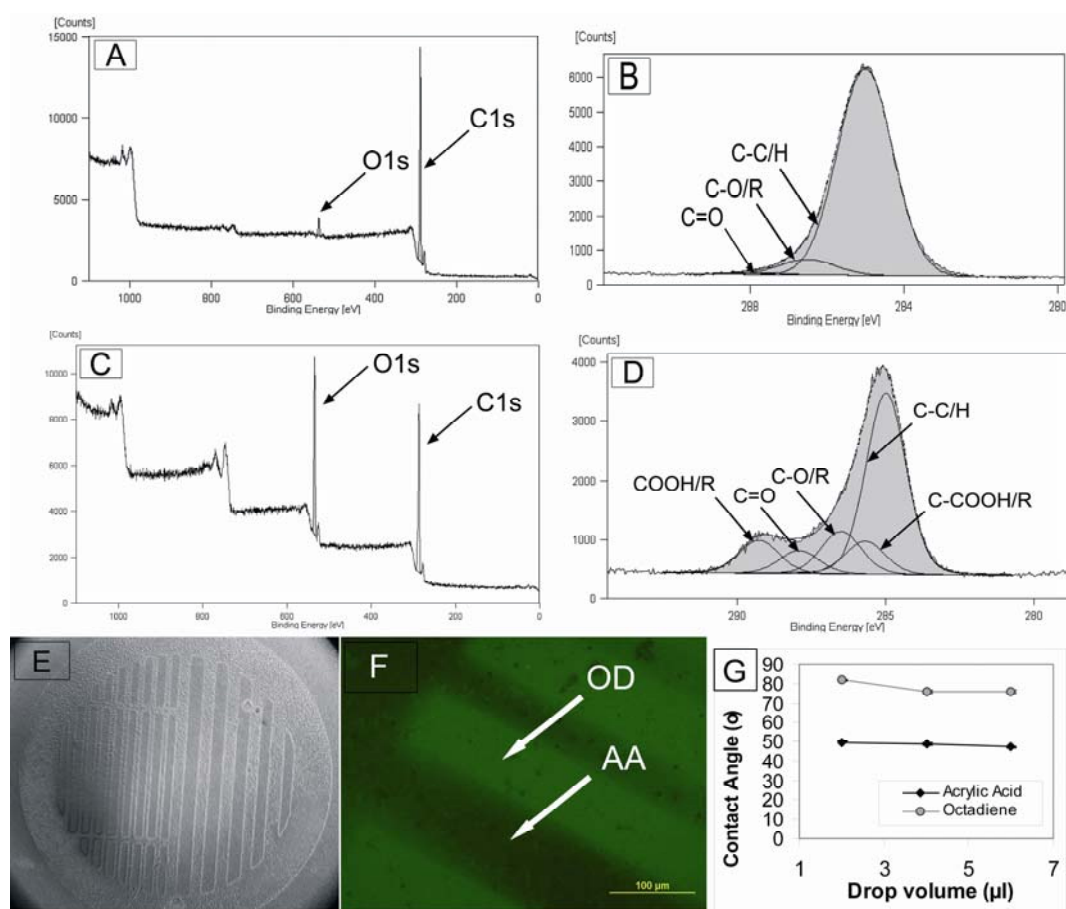 [Counts]
15000
10000
5000
0
A
O1s
C1s
1000
800
600
400
200
0
Binding Energy [eV]
[Counts]
6000
5000
4000
3000
2000
1000
0
B
C-C/H
C-O/R
C=O
288
284
280
Binding Energy [eV]
[Counts]
10000
8000
6000
4000
2000
0
C
O1s
C1s
1000
800
600
400
200
0
Binding Energy [eV]
[Counts]
4000
3000
2000
1000
0
D
C-C/H
C-O/R
COOH/R
C=O
C-COOH/R
290
285
280
Binding Energy [eV]
E
F
OD
AA
100 µm
G
Contact Angle (o)
90
80
70
60
50
40
30
20
10
0
Acrylic Acid
Octadiene
1
3
5
7
Drop volume (µl)